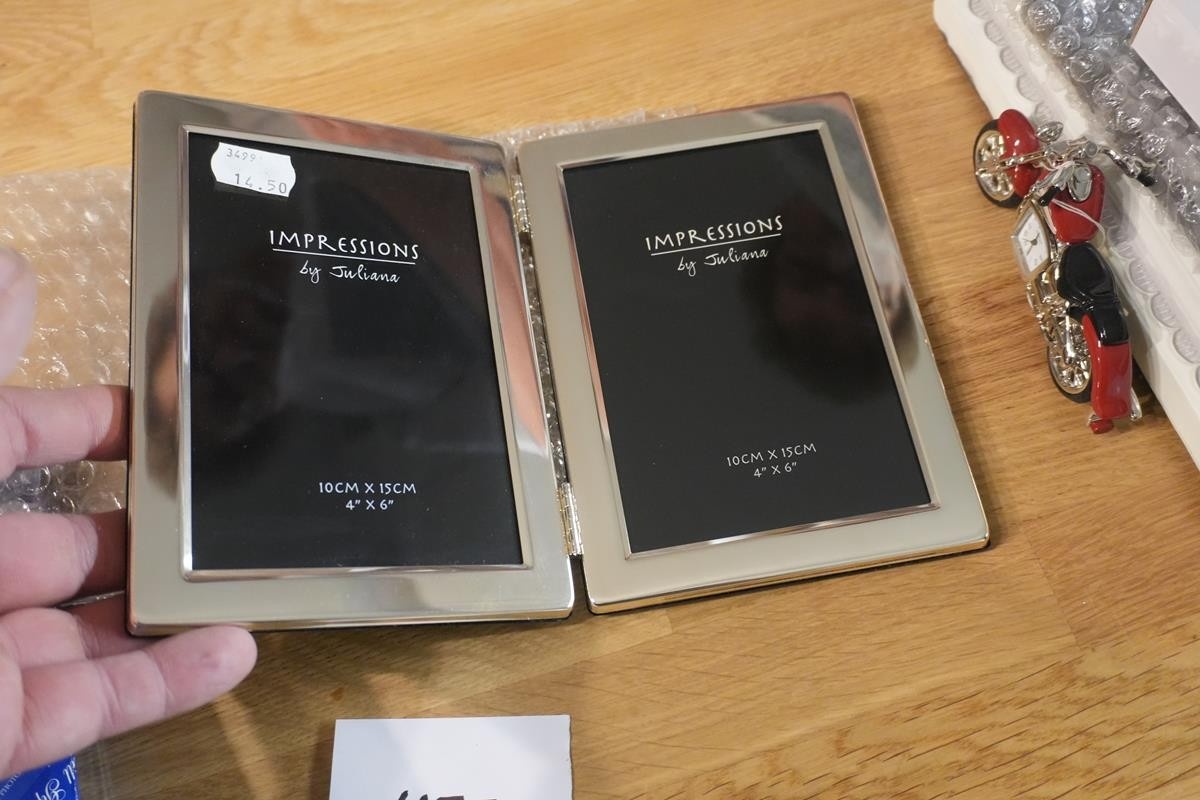 3499
14.50
IMPRESSIONS
by Juliana
10CM X 15CM
4" X 6"
IMPRESSIONS
by Juliana
10CM X 15CM
4" X 6"